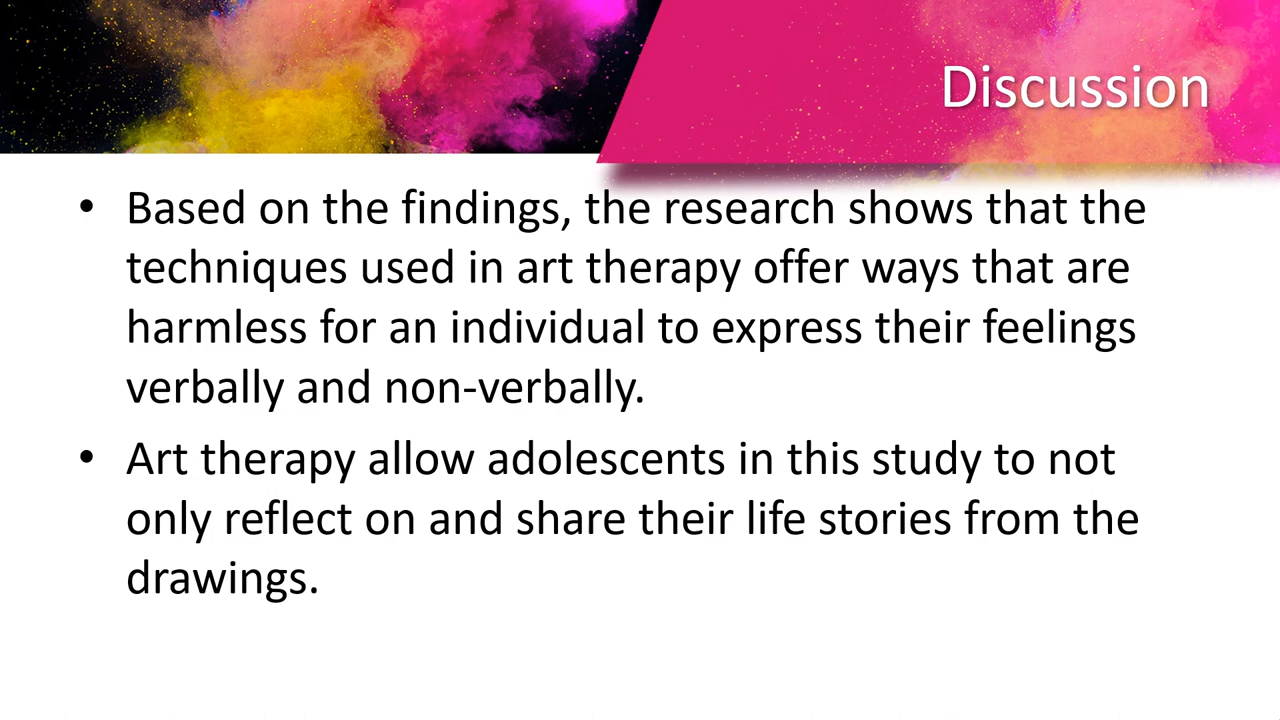 Discussion
• Based on the findings, the research shows that the
techniques used in art therapy offer ways that are
harmless for an individual to express their feelings
verbally and non-verbally.
• Art therapy allow adolescents in this study to not
only reflect on and share their life stories from the
drawings.